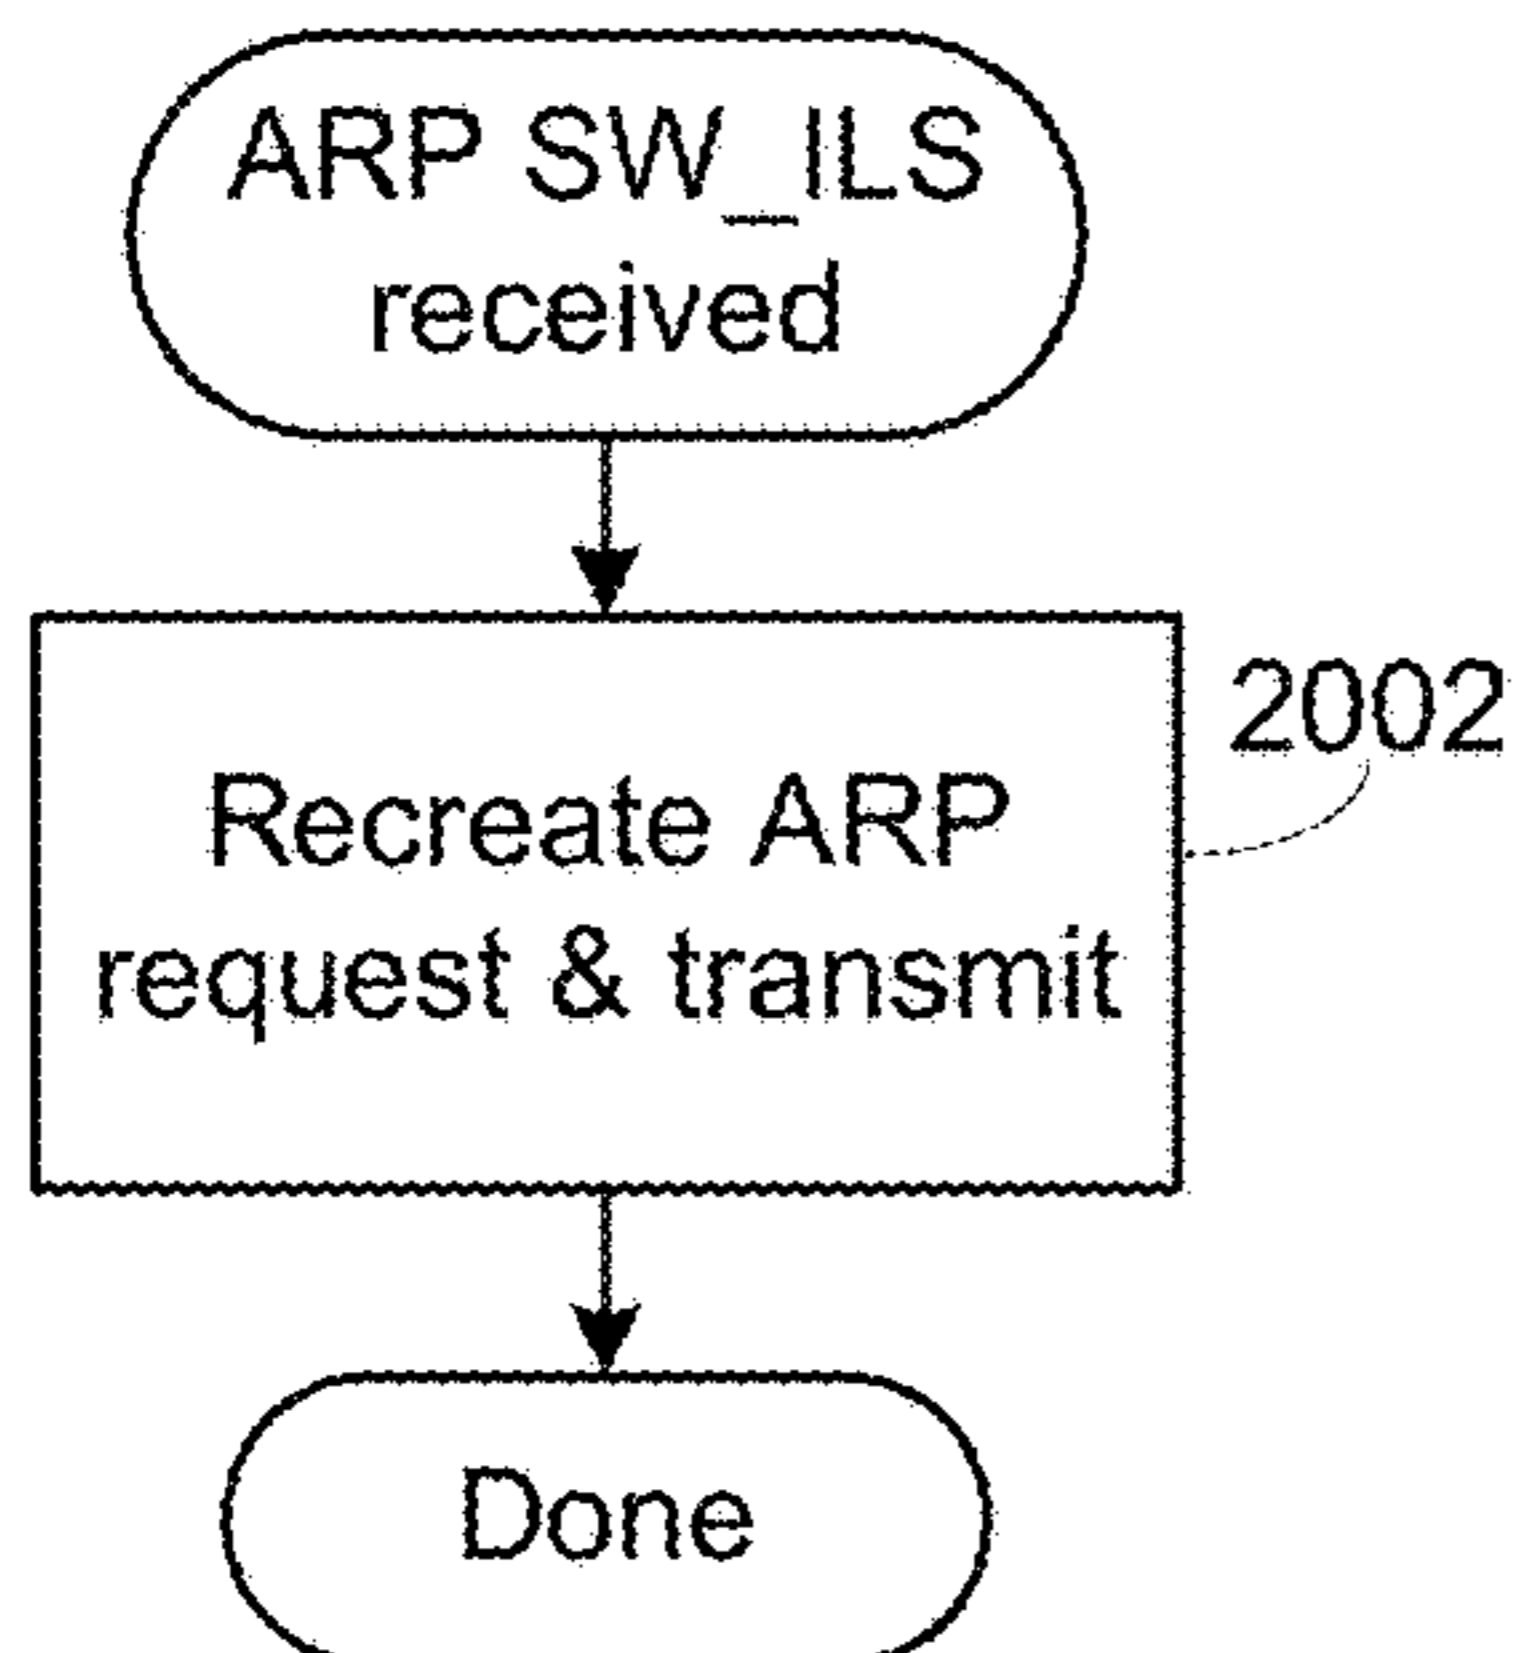 ARP SW_ILS
received
2002
Recreate ARP
request & transmit
Done